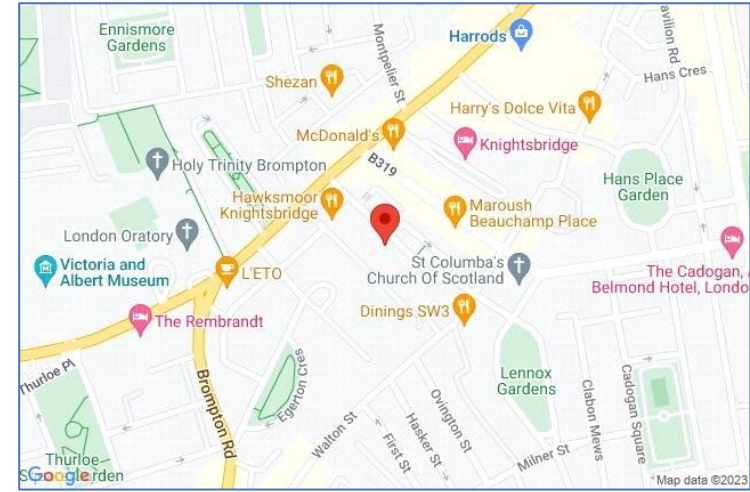 Ennismore
Gardens
Montpelier St
Harrods
avilion Rd
Hans Cres
Shezan
Harry's Dolce Vita
McDonald's
B319
Knightsbridge
Holy Trinity Brompton
Hans Place
Garden
Hawksmoor
Knightsbridge
Maroush
Beauchamp Place
London Oratory
St Columba's
Church Of Scotland
Victoria and
Albert Museum
L'ETO
The Cadogan, A
Belmond Hotel, Londo
Dinings SW3
The Rembrandt
Thurloe Pl
Brompton Rd
Egerton Cres
Lennox
Gardens
Ovington St
Hasker St
First St
Walton St
Clabon Mews
Cadogan Square
Milner St
Thurloe
S
rden
Google
Map data ©2023